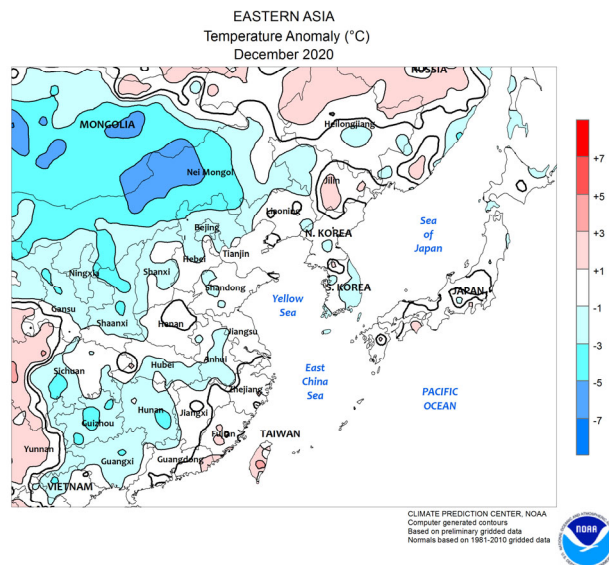 EASTERN ASIA
Temperature Anomaly (°C)
December 2020
RUSSIA
MONGOLIA
Heilongjiang
Nei Mongol
Jilin
Liaoning
Bejing
N. KOREA
Sea
of
Japan
Hebei
Tianjin
Ningxia
Shanxi
Shandong
S. KOREA
JAPAN
Gansu
Yellow
Sea
Shaanxi
Henan
Jiangsu
Anhui
Sichuan
Hubei
East
China
Sea
Zhejiang
PACIFIC
OCEAN
Hunan
Jiangxi
Guizhou
Fujian
TAIWAN
Yunnan
Guangxi
Guangdong
VIETNAM
+7
+5
+3
+1
-1
-3
-5
-7
CLIMATE PREDICTION CENTER, NOAA
Computer generated contours
Based on preliminary gridded data
Normals based on 1981-2010 gridded data
NOAA